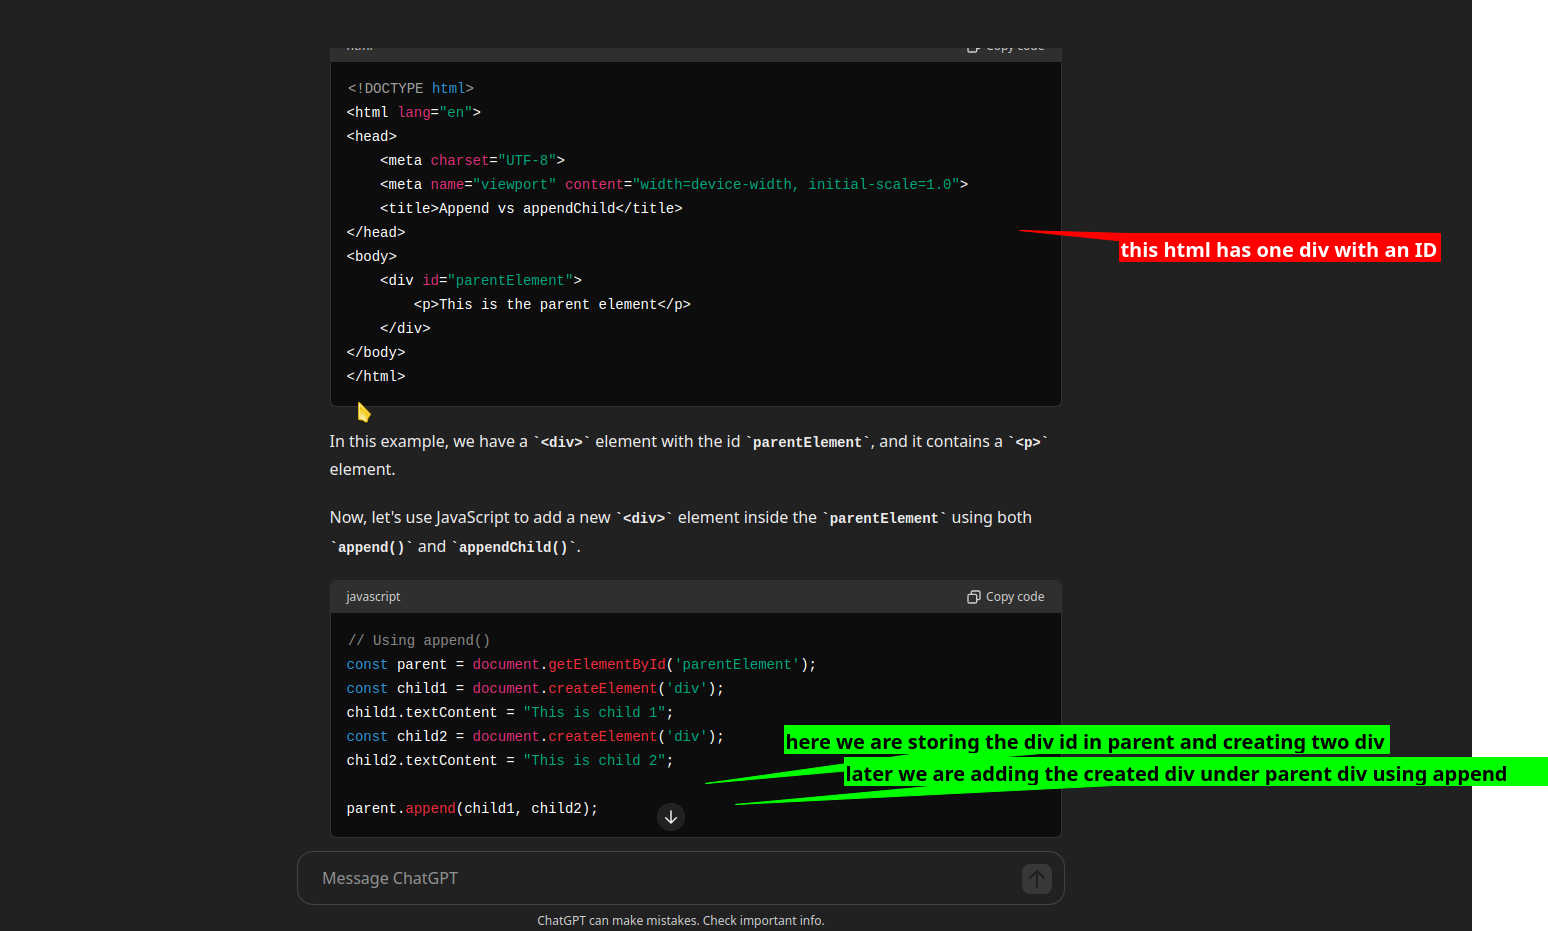 html Copy code
<!DOCTYPE html>
<html lang="en">
<head>
<meta charset="UTF-8">
<meta name="viewport" content="width=device-width, initial-scale=1.0">
<title>Append vs appendChild</title>
</head>
this html has one div with an ID
<body>
<div id="parentElement">
<p>This is the parent element</p>
</div>
</body>
</html>
In this example, we have a `<div>` element with the id `parentElement`, and it contains a `<p>`
element.
Now, let's use JavaScript to add a new `<div>` element inside the `parentElement` using both
`append()` and `appendChild()`.
javascript Copy code
// Using append()
const parent = document.getElementById('parentElement');
const child1 = document.createElement('div');
child1.textContent = "This is child 1";
const child2 = document.createElement('div');
here we are storing the div id in parent and creating two div
child2.textContent = "This is child 2";
later we are adding the created div under parent div using append
parent.append(child1, child2);
Message ChatGPT
ChatGPT can make mistakes. Check important info.